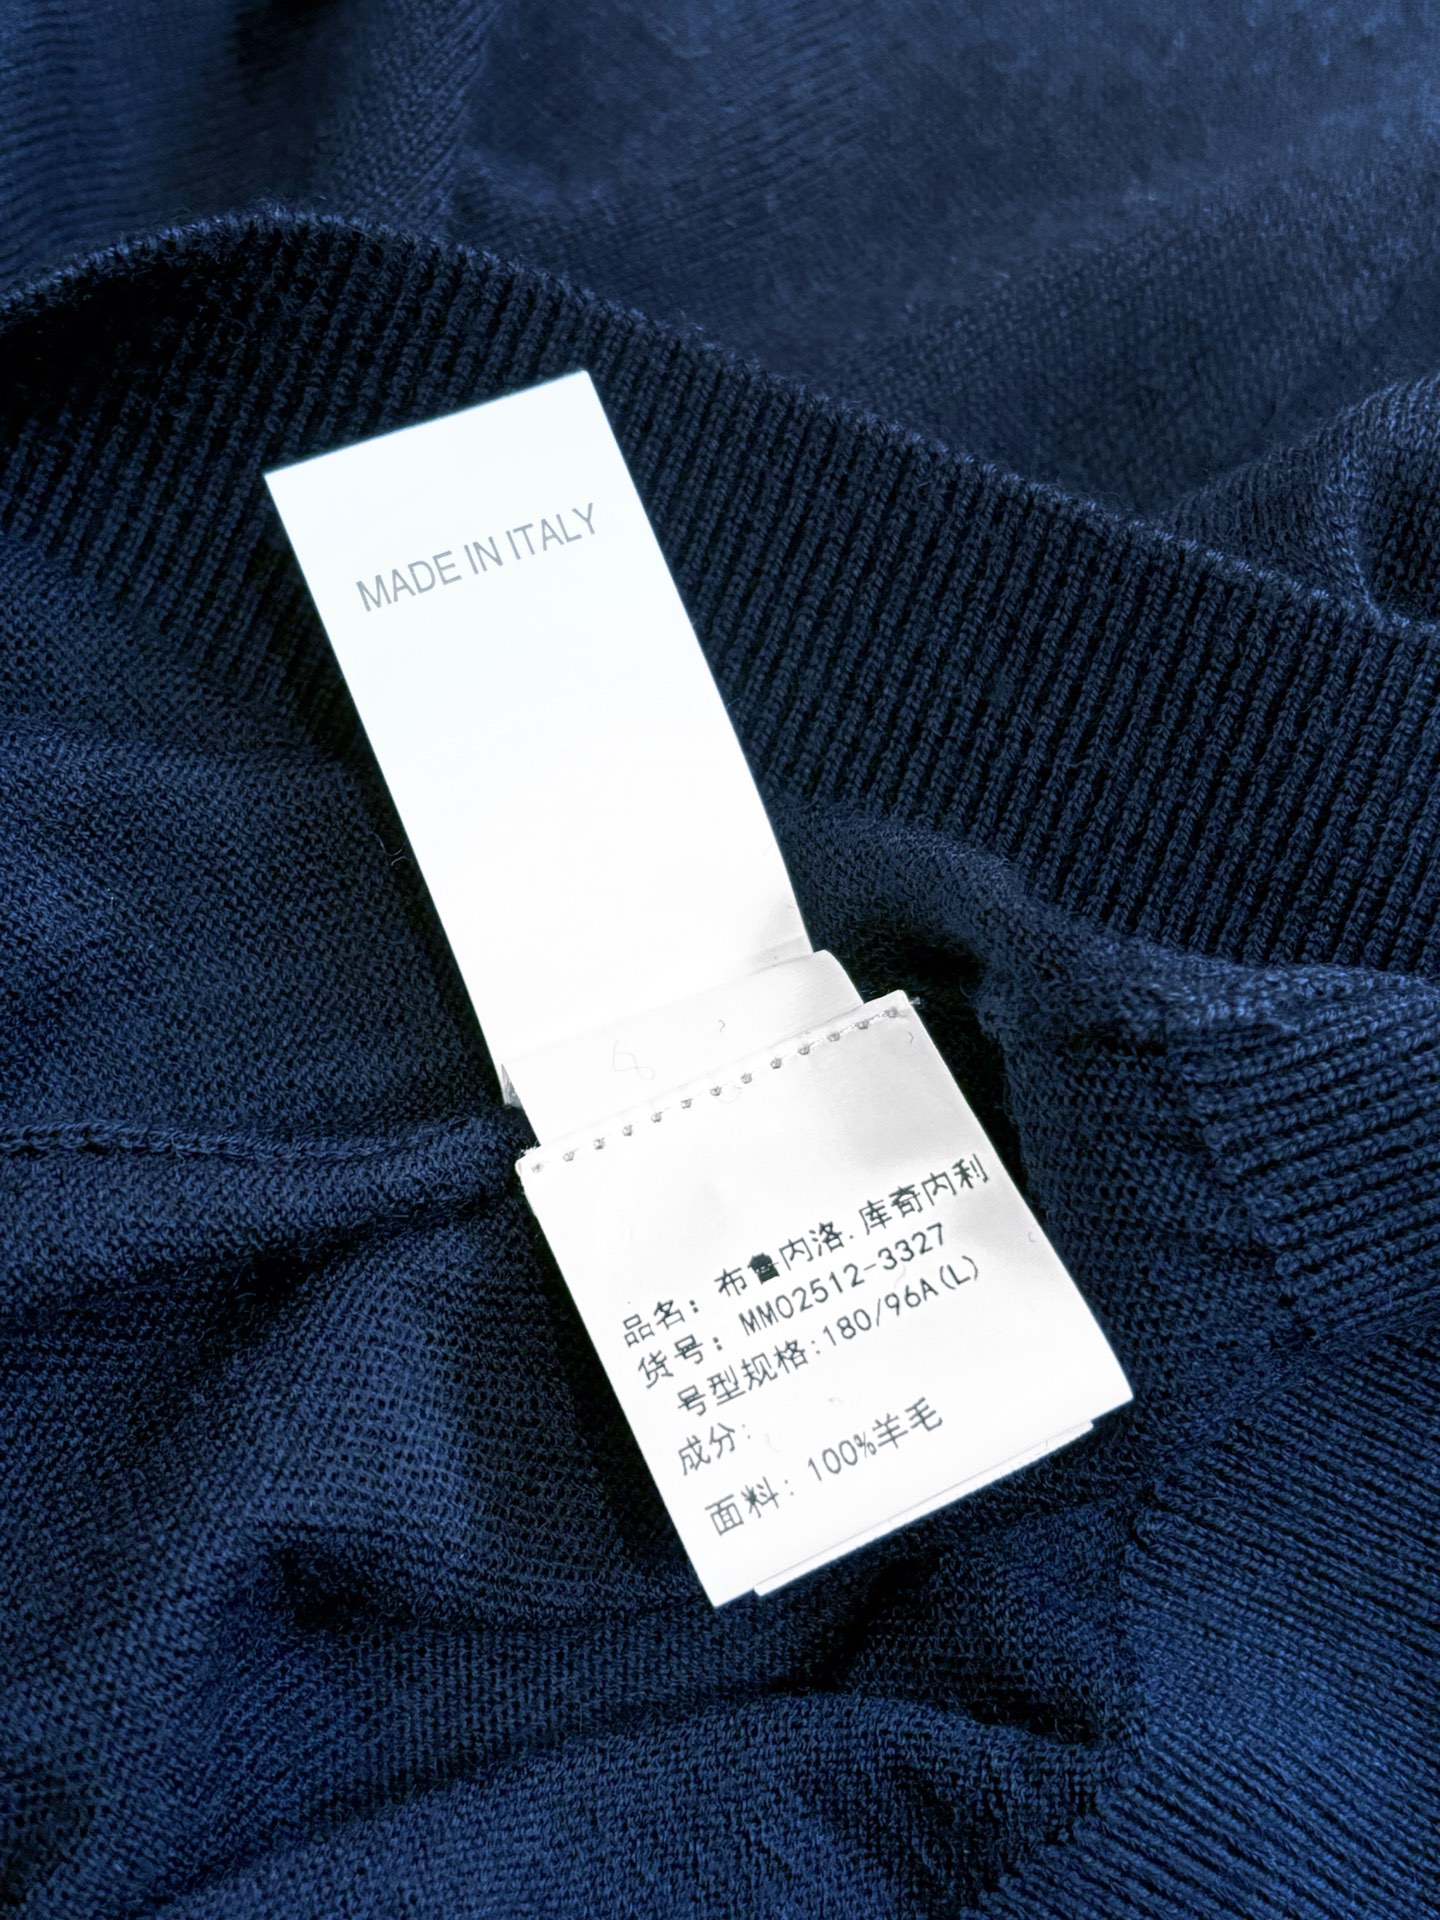 MADE IN ITALY
品名：布鲁内洛.库奇内利
货号：MM02512-3327
号型规格:180/96A(L)
成分:
面料：100%羊毛